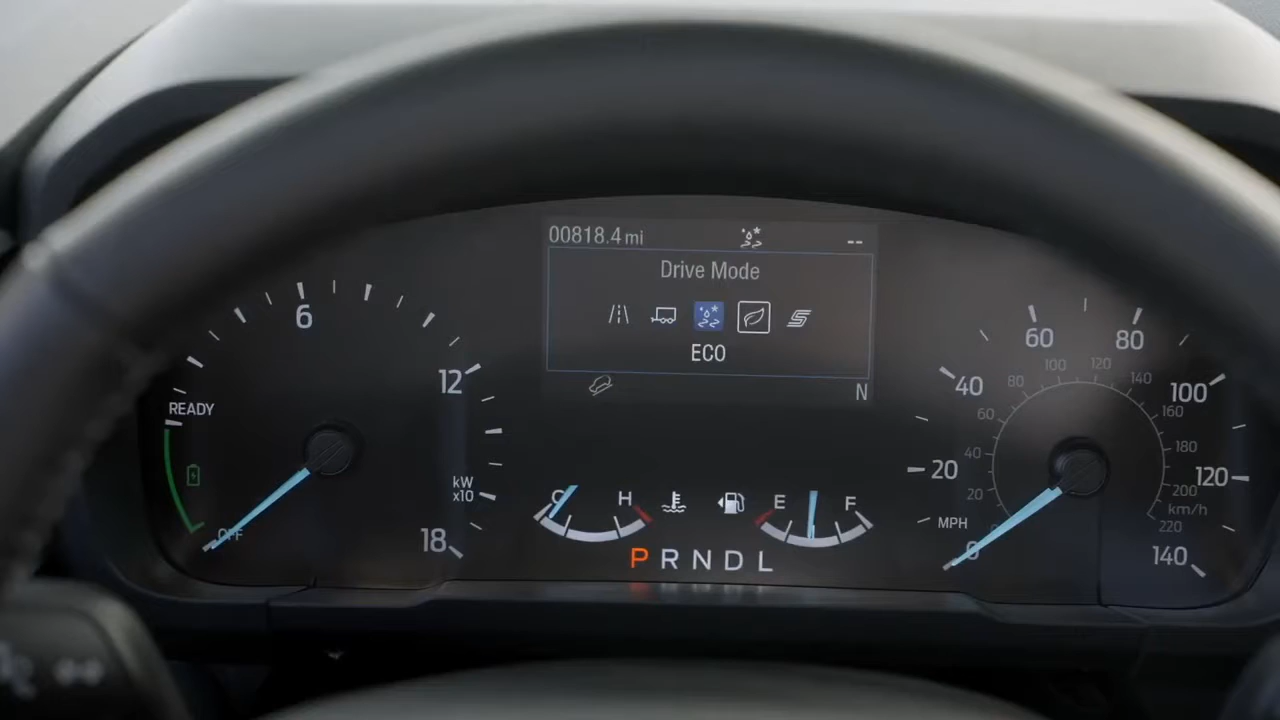 00818.4 mi --
Drive Mode
ECO
N
6
12
READY
kW
x10
OFF
18
C H
E F
P R N D L
60 80
40 100
20 120
MPH
0 140
100 120
80 140
60 160
40 180
20 200
km/h
0 220